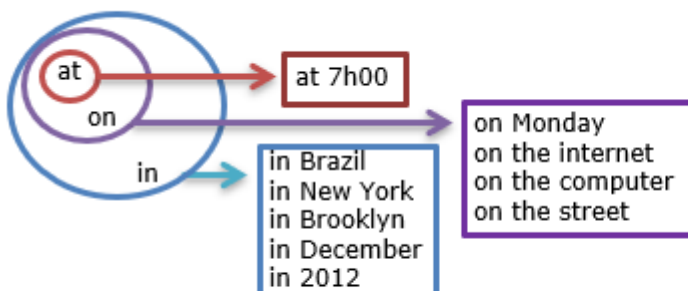 at
at 7h00
on
on Monday
on the internet
on the computer
on the street
in
in Brazil
in New York
in Brooklyn
in December
in 2012